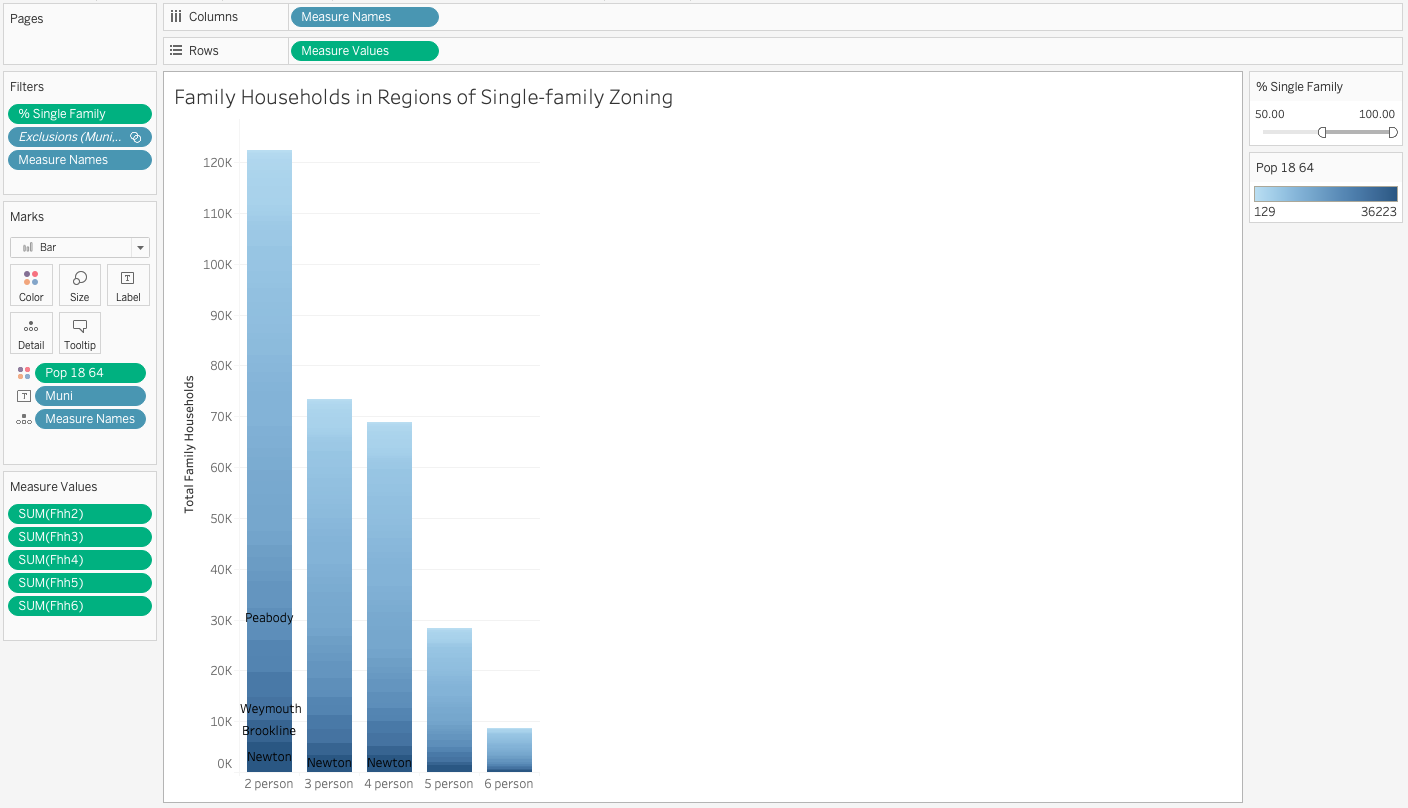 Pages
Columns
Measure Names
Rows
Measure Values
Filters
% Single Family
Exclusions (Muni,..
Measure Names
Marks
Bar
Color
Size
Label
Detail
Tooltip
Pop 18 64
Muni
Measure Names
Measure Values
SUM(Fhh2)
SUM(Fhh3)
SUM(Fhh4)
SUM(Fhh5)
SUM(Fhh6)
Family Households in Regions of Single-family Zoning
Total Family Households
120K
110K
100K
90K
80K
70K
60K
50K
40K
30K
20K
10K
0K
Peabody
Weymouth
Brookline
Newton
Newton
Newton
2 person
3 person
4 person
5 person
6 person
% Single Family
50.00
100.00
Pop 18 64
129
36223